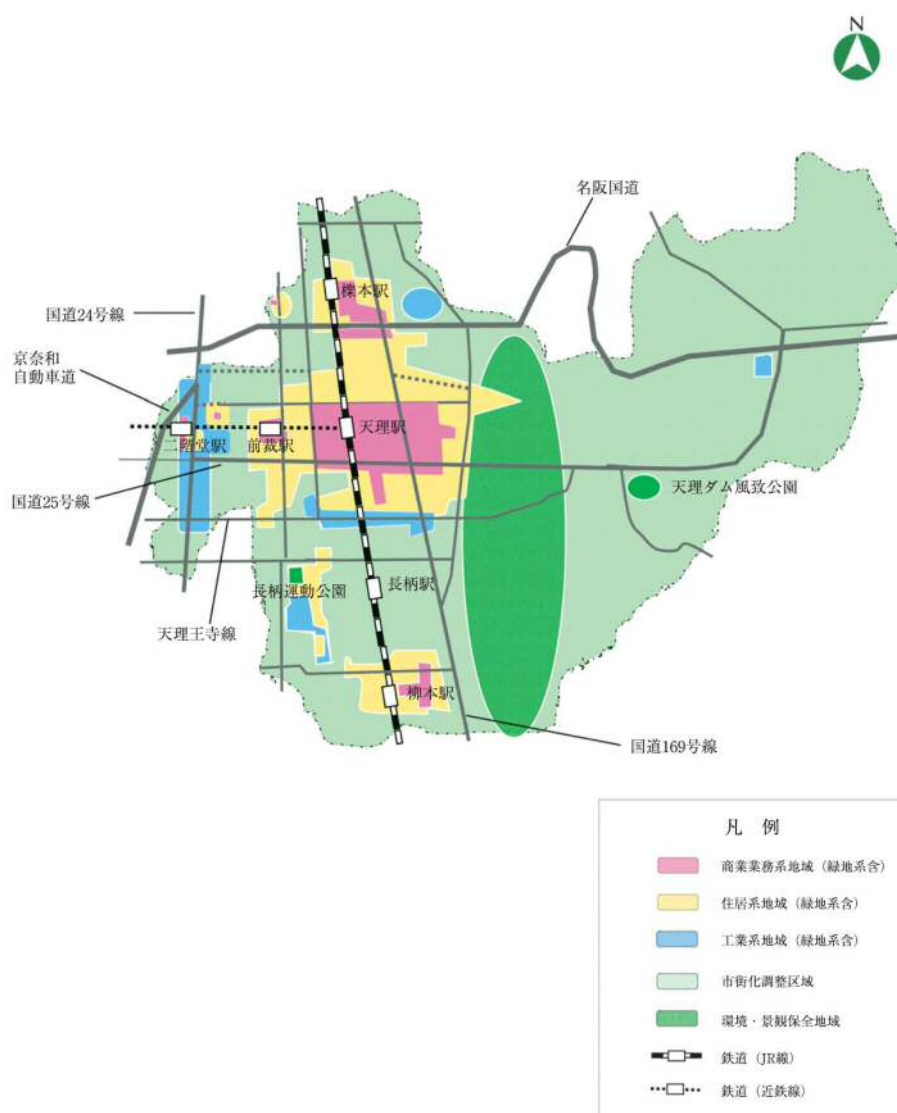 N
名阪国道
櫟本駅
国道24号線
京奈和
自動車道
天理駅
二階堂駅
前裁駅
天理ダム風致公園
国道25号線
長柄駅
長柄運動公園
天理王寺線
柳本駅
国道169号線
凡 例
商業業務系地域（緑地系含）
住居系地域（緑地系含）
工業系地域（緑地系含）
市街化調整区域
環境・景観保全地域
鉄道（JR線）
鉄道（近鉄線）